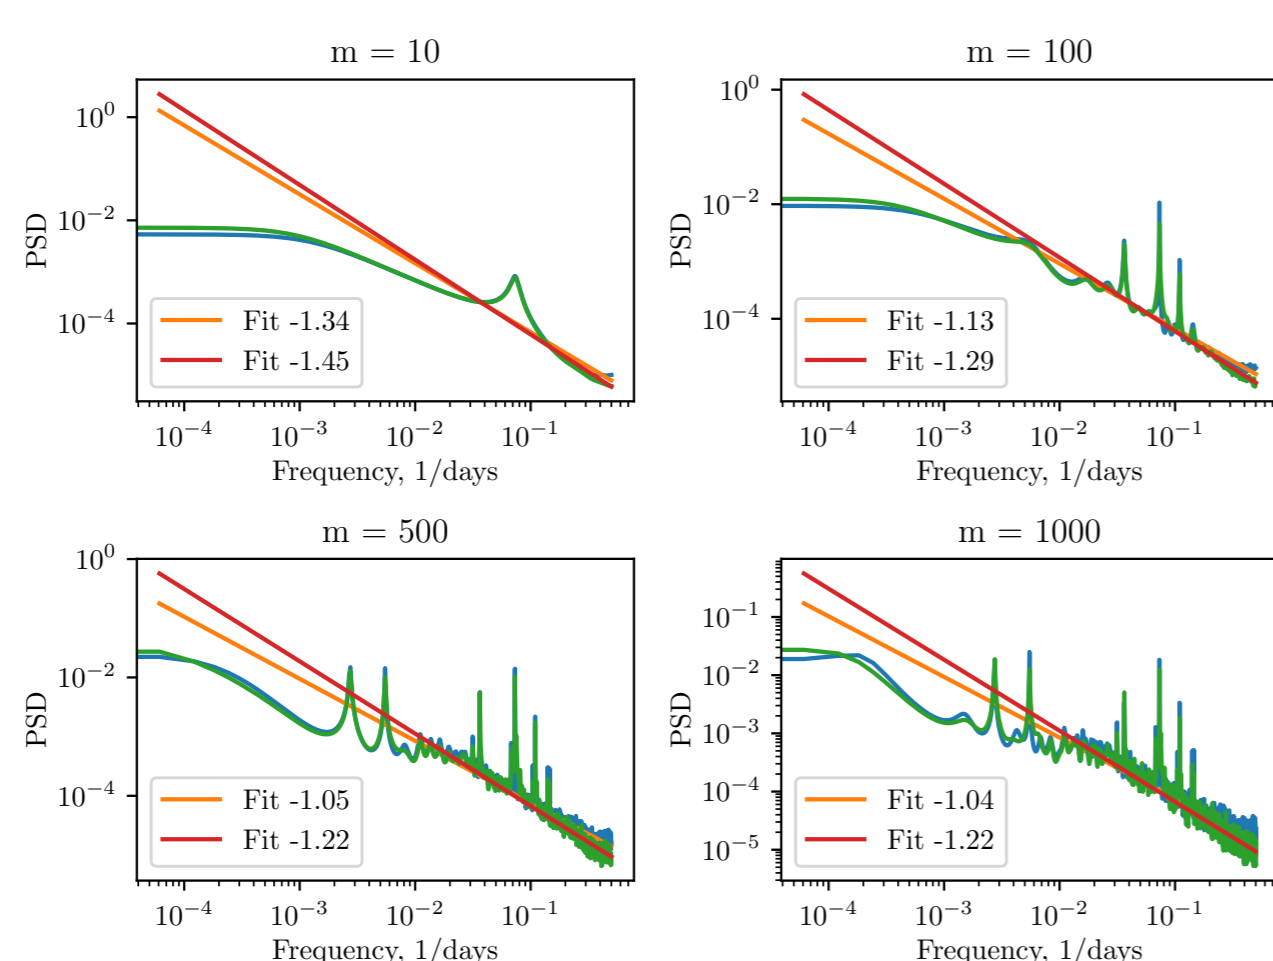 m = 10
PSD
10^0
10^-2
10^-4
Fit -1.34
Fit -1.45
10^-4 10^-3 10^-2 10^-1
Frequency, 1/days
m = 100
PSD
10^0
10^-2
10^-4
Fit -1.13
Fit -1.29
10^-4 10^-3 10^-2 10^-1
Frequency, 1/days
m = 500
PSD
10^0
10^-2
10^-4
Fit -1.05
Fit -1.22
10^-4 10^-3 10^-2 10^-1
Frequency, 1/days
m = 1000
PSD
10^-1
10^-2
10^-3
10^-4
10^-5
Fit -1.04
Fit -1.22
10^-4 10^-3 10^-2 10^-1
Frequency, 1/days